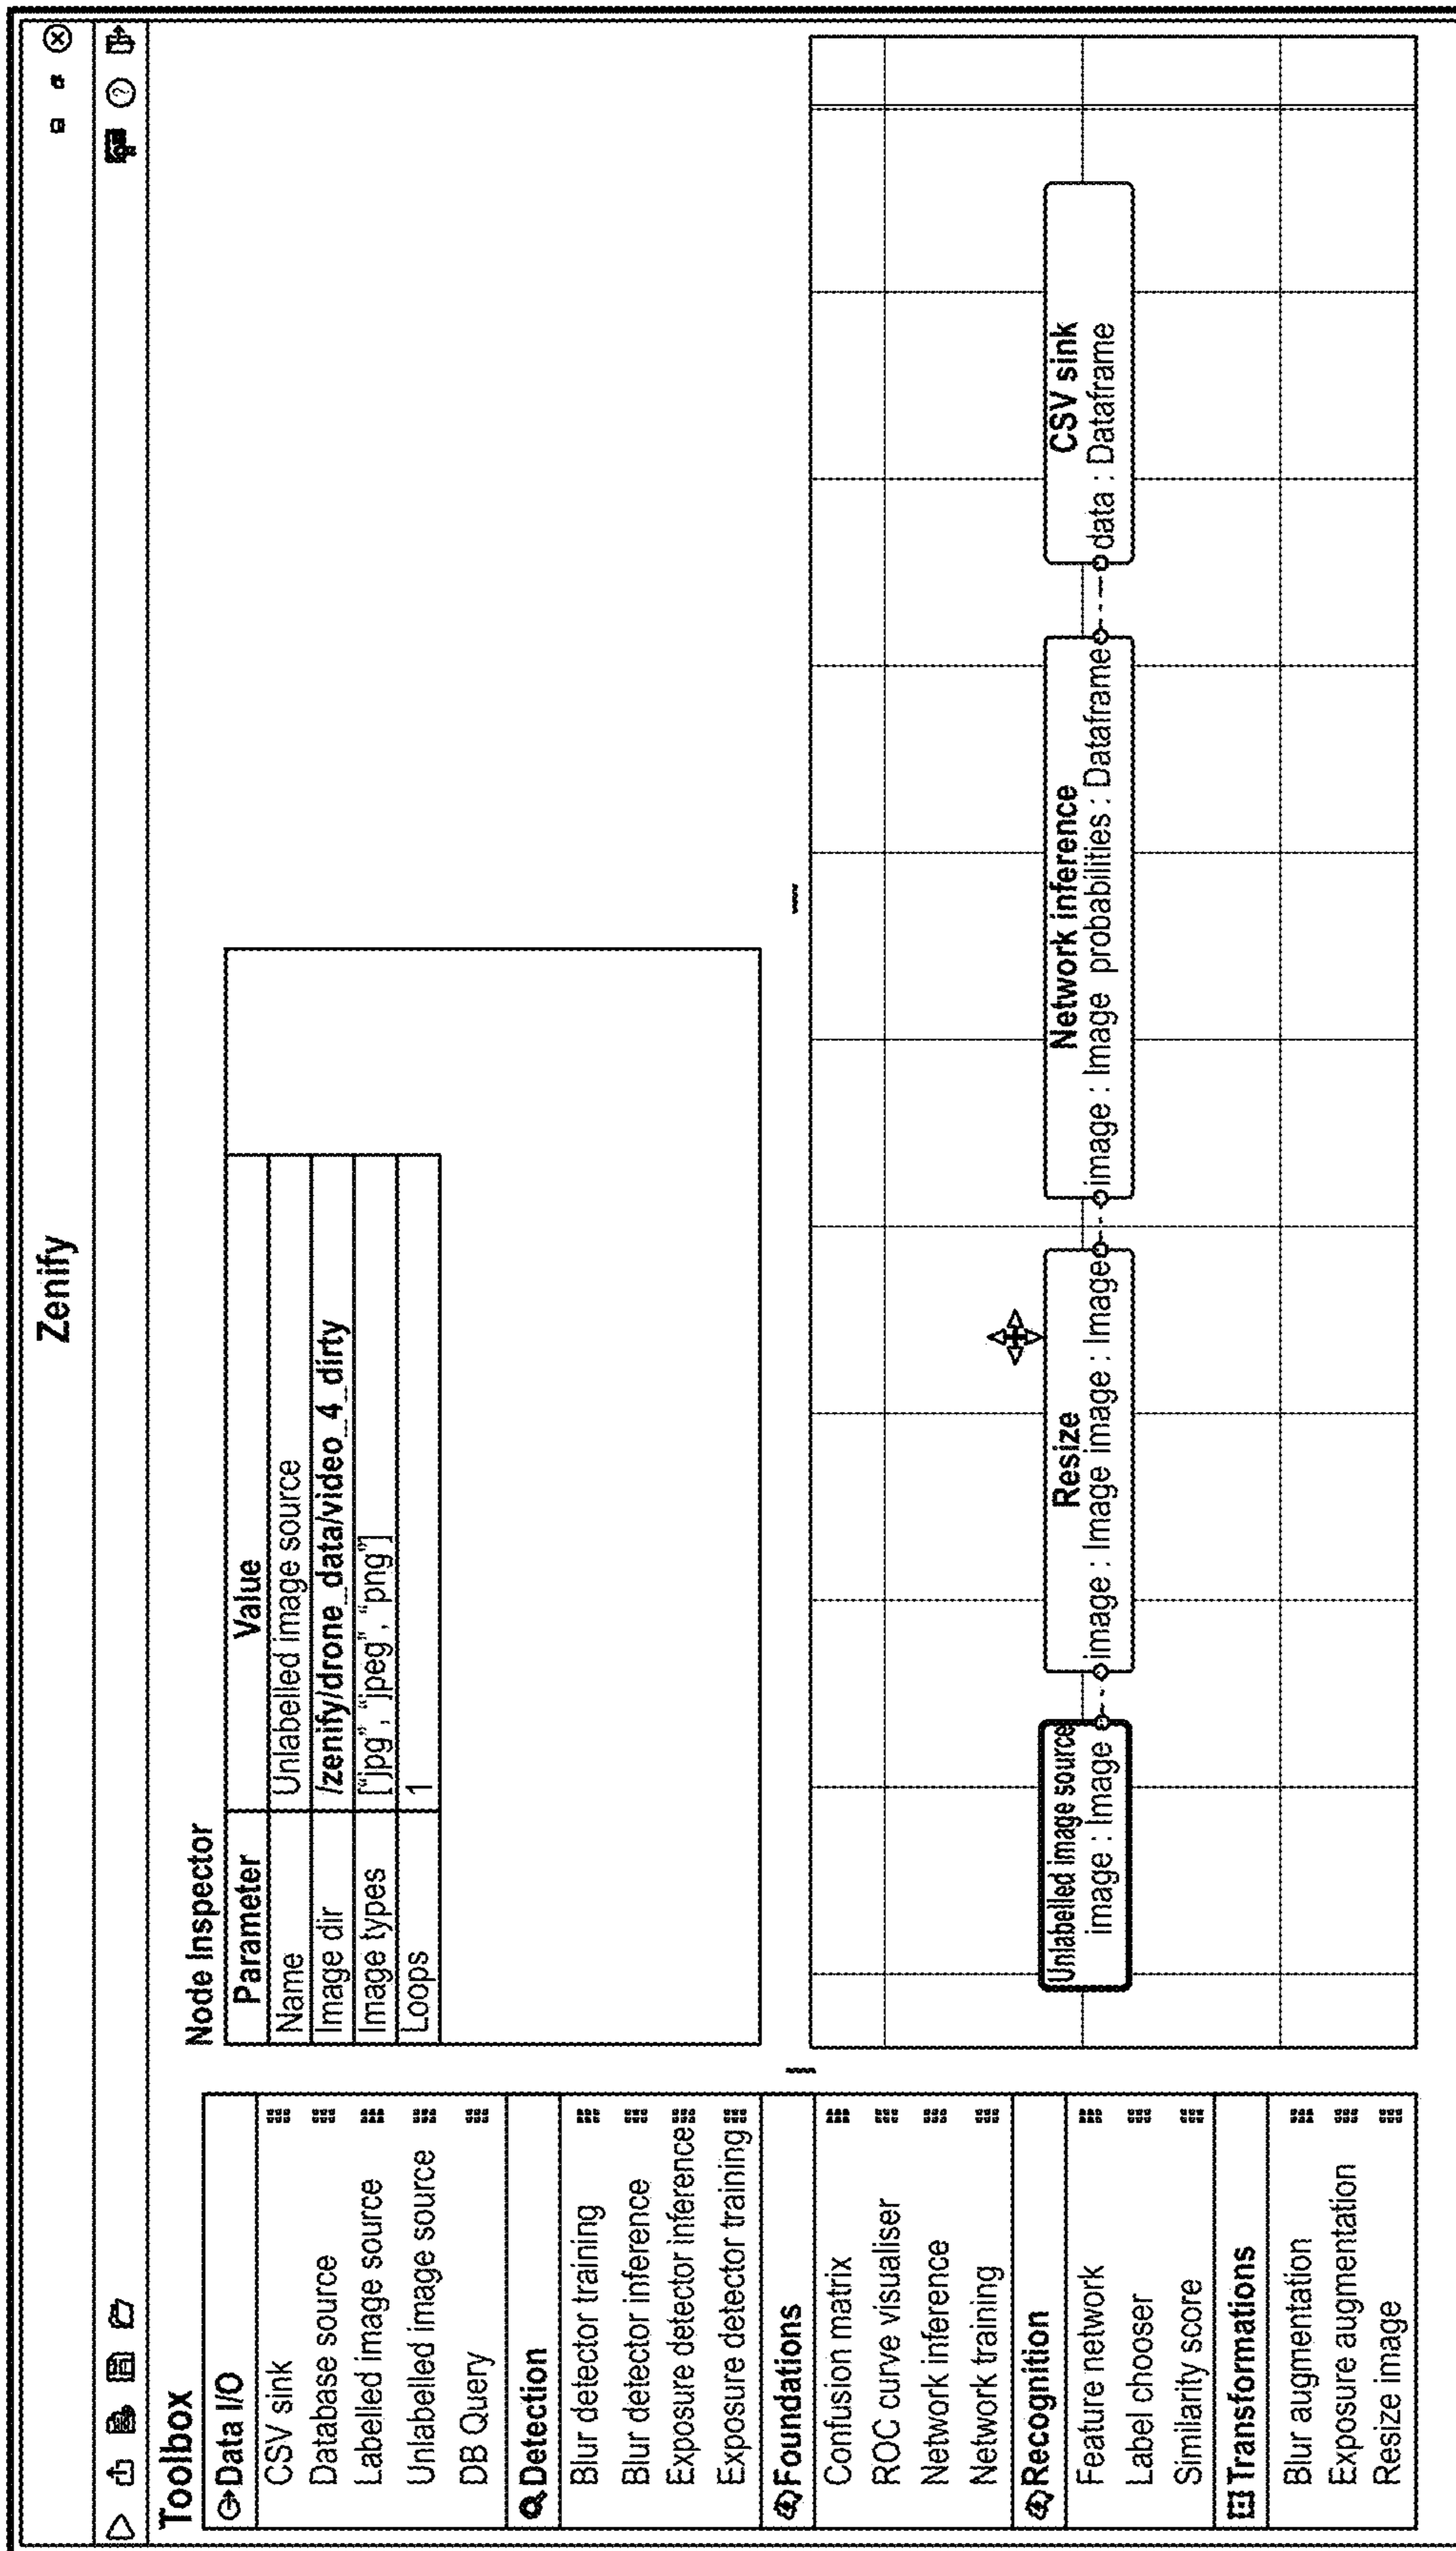 Zenify
Toolbox
Data I/O
CSV sink
Database source
Labelled image source
Unlabelled image source
DB Query
Detection
Blur detector training
Blur detector inference
Exposure detector inference
Exposure detector training
Foundations
Confusion matrix
ROC curve visualiser
Network inference
Network training
Recognition
Feature network
Label chooser
Similarity score
Transformations
Blur augmentation
Exposure augmentation
Resize image
Node Inspector
Parameter Value
Name Unlabelled image source
Image dir /zenify/drone_data/video_4_dirty
Image types ["jpg", "jpeg", "png"]
Loops 1
Unlabelled image source
image : Image
Resize
image : Image image : Image
Network inference
image : Image probabilities : Dataframe
CSV sink
data : Dataframe